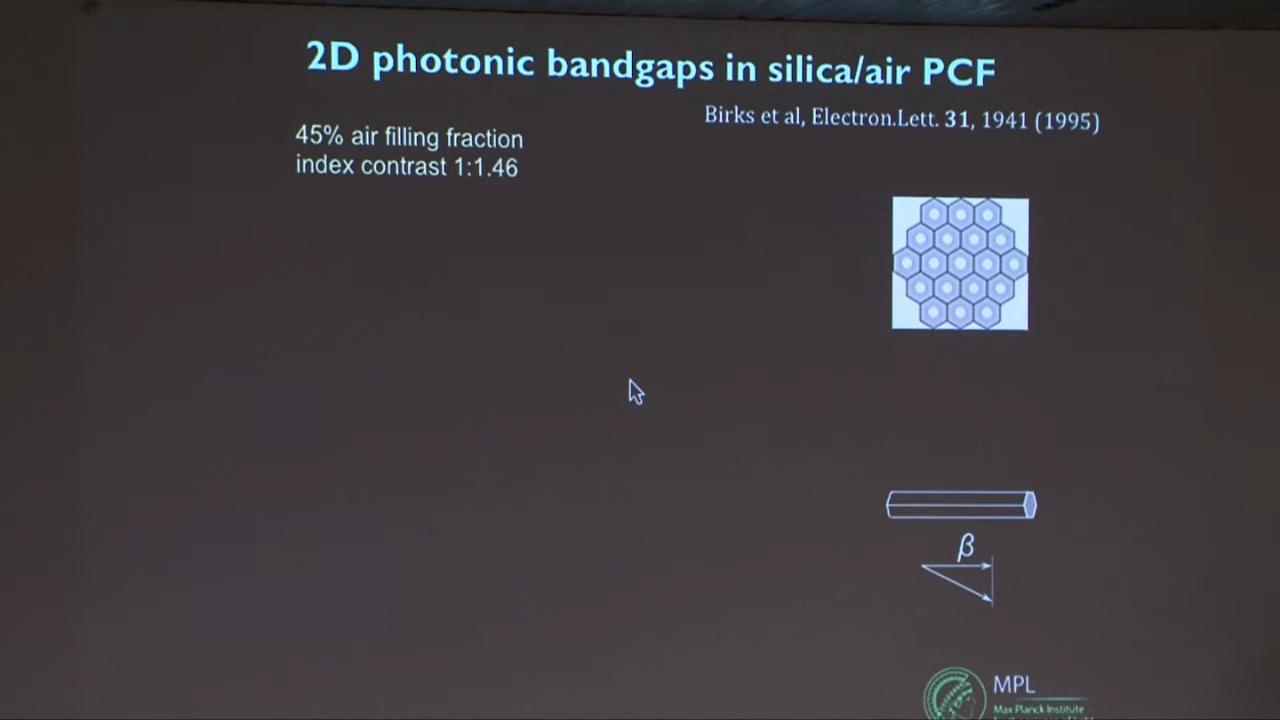 2D photonic bandgaps in silica/air PCF
Birks et al, Electron.Lett. 31, 1941 (1995)
45% air filling fraction
index contrast 1:1.46
β
MPL
Max Planck Institute